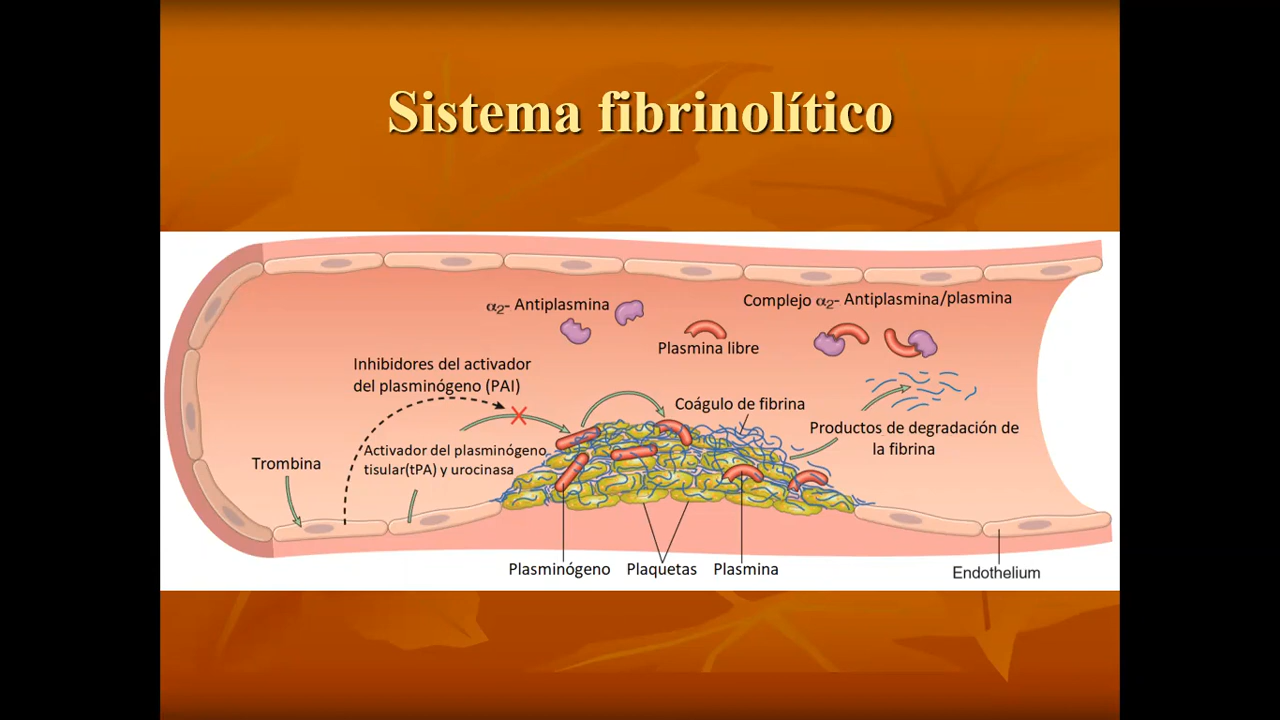 Sistema fibrinolítico
α2- Antiplasmina
Complejo α2- Antiplasmina/plasmina
Plasmina libre
Inhibidores del activador
del plasminógeno (PAI)
Coágulo de fibrina
Productos de degradación de
la fibrina
Activador del plasminógeno
tisular(tPA) y urocinasa
Trombina
Plasminógeno
Plaquetas
Plasmina
Endothelium